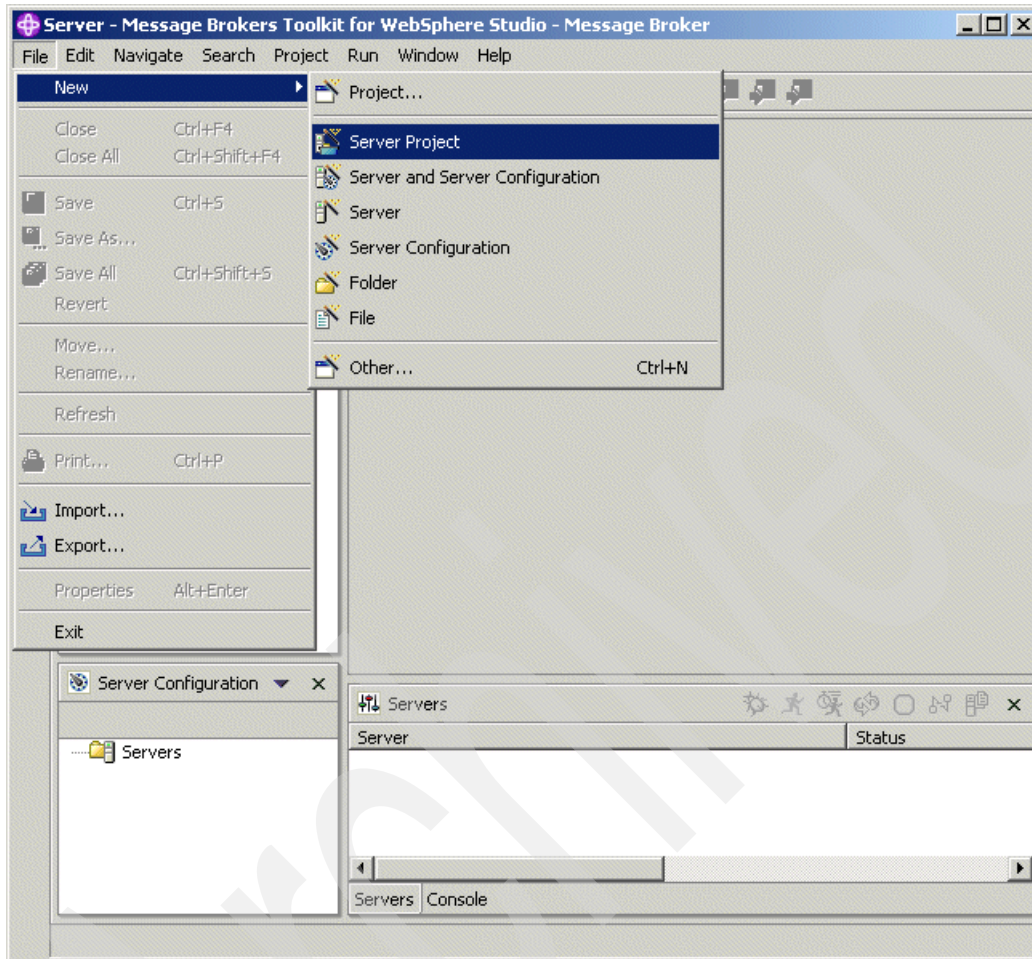 Server - Message Brokers Toolkit for WebSphere Studio - Message Broker
File Edit Navigate Search Project Run Window Help
New
Close Ctrl+F4
Close All Ctrl+Shift+F4
Save Ctrl+S
Save As...
Save All Ctrl+Shift+S
Revert
Move...
Rename...
Refresh
Print... Ctrl+P
Import...
Export...
Properties Alt+Enter
Exit
Project...
Server Project
Server and Server Configuration
Server
Server Configuration
Folder
File
Other... Ctrl+N
Server Configuration
Servers
Servers
Server Status
Servers Console